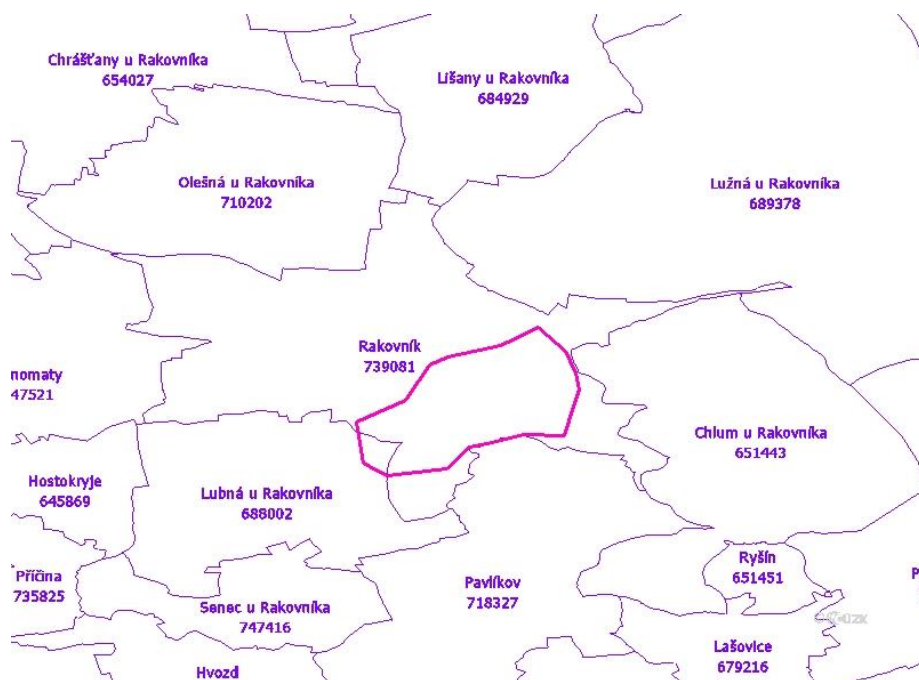 Chrášťany u Rakovníka
654027
Lišany u Rakovníka
684929
Olešná u Rakovníka
710202
Lužná u Rakovníka
689378
Rakovník
739081
nomaty
47521
Chlum u Rakovníka
651443
Hostokryje
645869
Lubná u Rakovníka
688002
Ryšín
651451
Příčina
735825
Pavlíkov
718327
P
Senec u Rakovníka
747416
Lašovice
679216
Hvozd